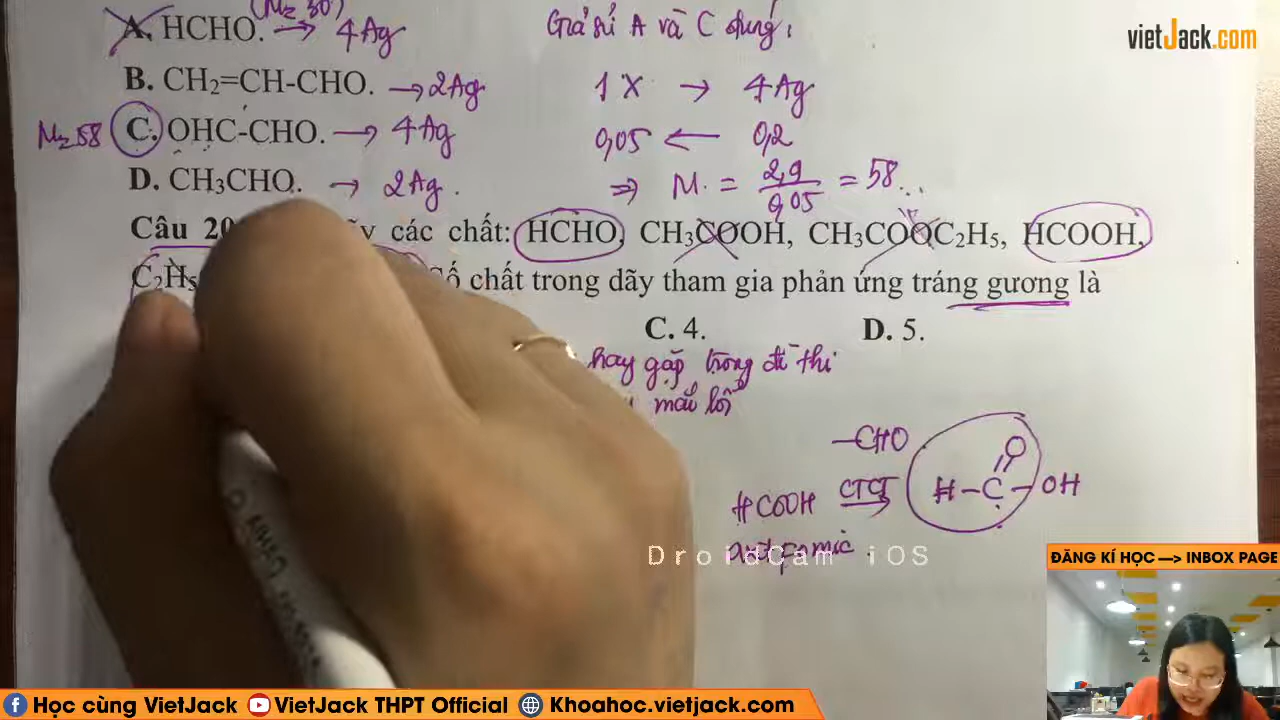 (M=30)
A. HCHO. → 4Ag Giả sử A và C đúng,
vietJack.com
B. CH₂=CH-CHO. → 2Ag 1 X → 4Ag
M=58 C. OHC-CHO. → 4Ag 0,05 ← 0,2
D. CH₃CHO. → 2Ag. ⇒ M = 2,9/0,05 = 58
Câu 20 các chất: HCHO, CH₃COOH, CH₃COOC₂H₅, HCOOH,
C₂H₅ Số chất trong dãy tham gia phản ứng tráng gương là
C. 4. D. 5.
hay gặp trong đề thi
–CHO
HCOOH CTCT → H–C(=O)–OH
DroidCam iOS
ĐĂNG KÍ HỌC —> INBOX PAGE
Học cùng VietJack VietJack THPT Official Khoahoc.vietjack.com